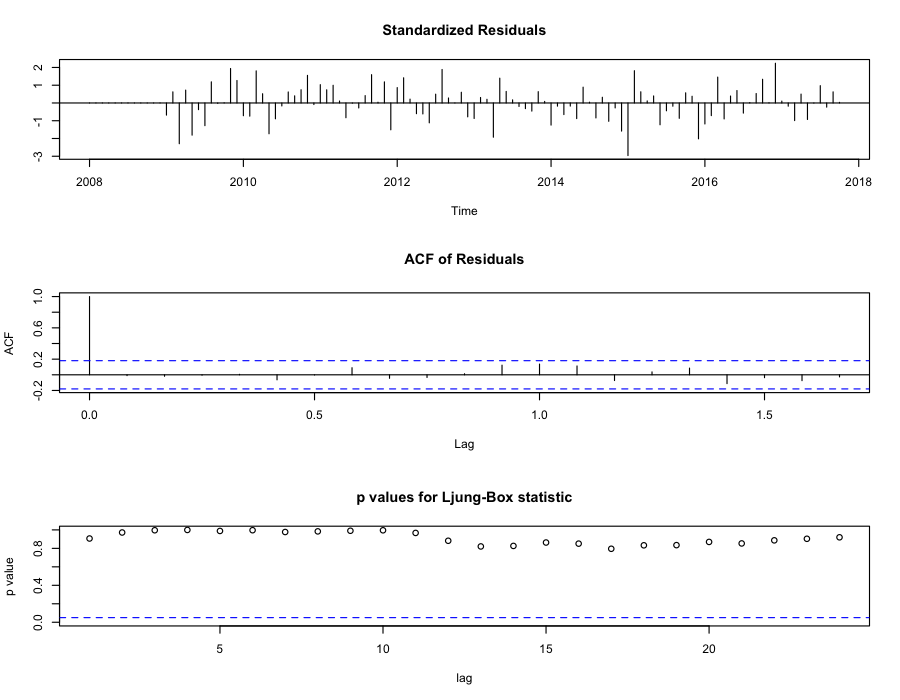 Standardized Residuals
2
1
-1
-3
2008 2010 2012 2014 2016 2018
Time
ACF of Residuals
ACF
1.0
0.6
0.2
-0.2
0.0 0.5 1.0 1.5
Lag
p values for Ljung-Box statistic
p value
0.8
0.4
0.0
5 10 15 20
lag